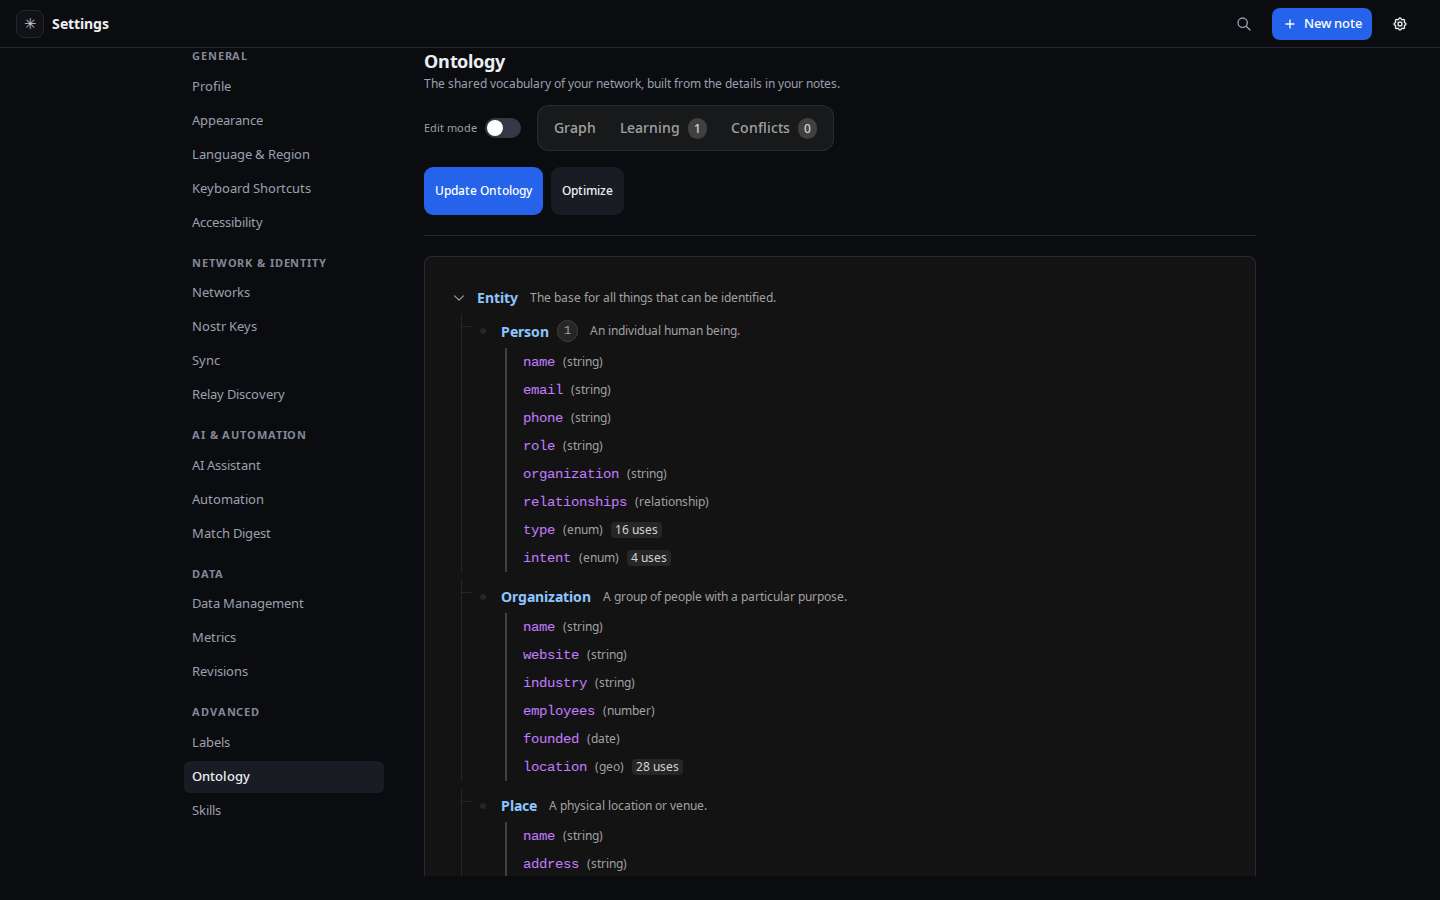 Settings
New note
GENERAL
Profile
Appearance
Language & Region
Keyboard Shortcuts
Accessibility
NETWORK & IDENTITY
Networks
Nostr Keys
Sync
Relay Discovery
AI & AUTOMATION
AI Assistant
Automation
Match Digest
DATA
Data Management
Metrics
Revisions
ADVANCED
Labels
Ontology
Skills
Ontology
The shared vocabulary of your network, built from the details in your notes.
Edit mode Graph Learning 1 Conflicts 0
Update Ontology Optimize
Entity The base for all things that can be identified.
Person 1 An individual human being.
name (string)
email (string)
phone (string)
role (string)
organization (string)
relationships (relationship)
type (enum) 16 uses
intent (enum) 4 uses
Organization A group of people with a particular purpose.
name (string)
website (string)
industry (string)
employees (number)
founded (date)
location (geo) 28 uses
Place A physical location or venue.
name (string)
address (string)